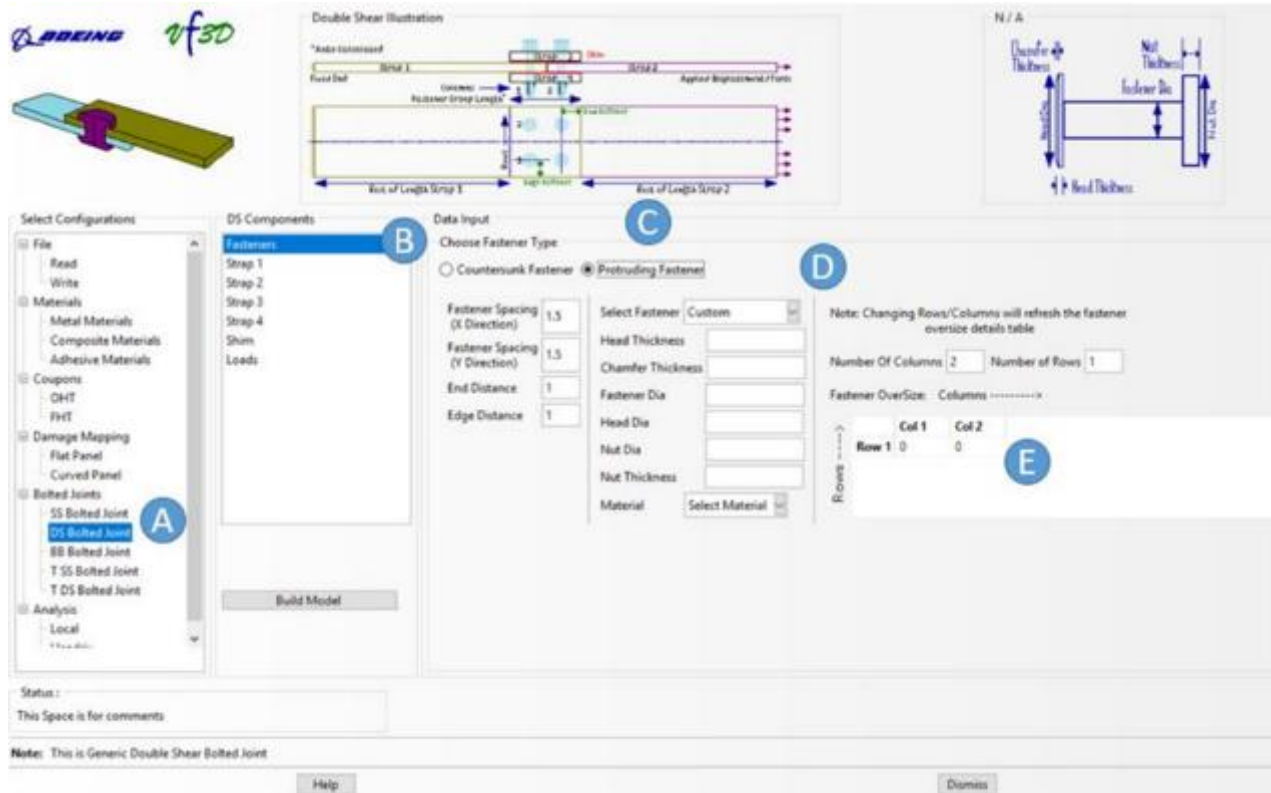 BOEING
Vf3D
Double Shear Illustration
N / A
Strap 1
Fixed End
Columns
Fastener Group Length
Applied Displacement / Force
Box of Length Strap 1
Box of Length Strap 2
Chamfer Thickness
Nut Thickness
Fastener Dia
Head Dia
Nut Dia
Head Thickness
Select Configurations
File
Read
Write
Materials
Metal Materials
Composite Materials
Adhesive Materials
Coupons
OHT
FHT
Damage Mapping
Flat Panel
Curved Panel
Bolted Joints
SS Bolted Joint
DS Bolted Joint
BB Bolted Joint
T SS Bolted Joint
T DS Bolted Joint
Analysis
Local
A
DS Components
Fasteners
Strap 1
Strap 2
Strap 3
Strap 4
Shim
Loads
B
Build Model
Data Input
C
Choose Fastener Type
Countersunk Fastener Protruding Fastener
D
Fastener Spacing (X Direction) 1.5
Fastener Spacing (Y Direction) 1.5
End Distance 1
Edge Distance 1
Select Fastener Custom
Head Thickness
Chamfer Thickness
Fastener Dia
Head Dia
Nut Dia
Nut Thickness
Material Select Material
Note: Changing Rows/Columns will refresh the fastener
oversize details table
Number Of Columns 2 Number of Rows 1
Fastener OverSize: Columns ---------->
Rows ---->
Col 1 Col 2
Row 1 0 0
E
Status :
This Space is for comments
Note: This is Generic Double Shear Bolted Joint
Help
Dismiss